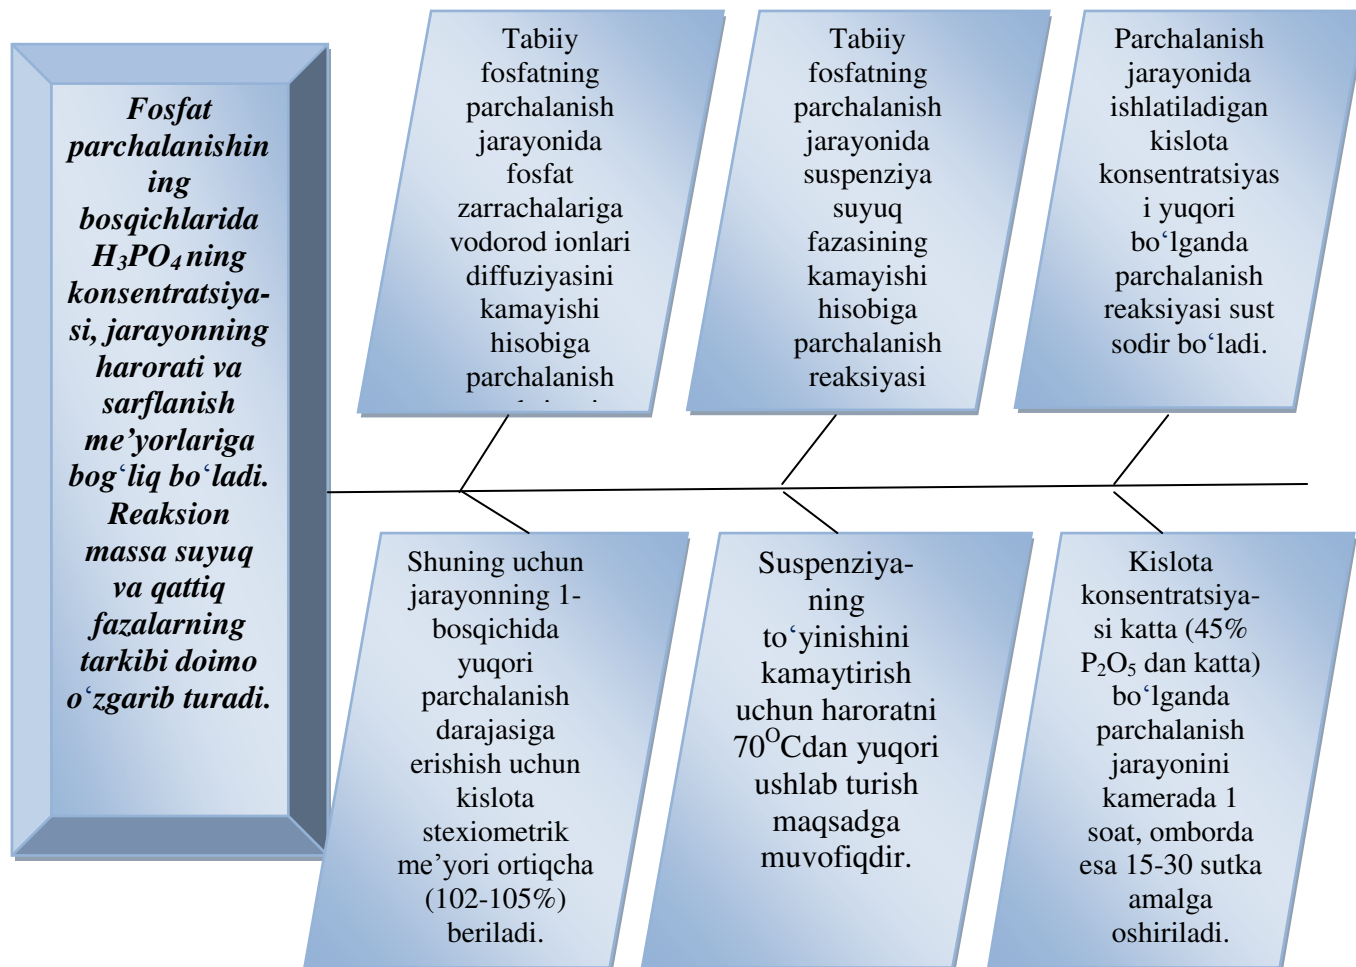 Fosfat
parchalanishin
ing
bosqichlarida
H₃PO₄ ning
konsentratsiya-
si, jarayonning
harorati va
sarflanish
me’yorlariga
bog‘liq bo‘ladi.
Reaksion
massa suyuq
va qattiq
fazalarning
tarkibi doimo
o‘zgarib turadi.
Tabiiy
fosfatning
parchalanish
jarayonida
fosfat
zarrachalariga
vodorod ionlari
diffuziyasini
kamayishi
hisobiga
parchalanish
Tabiiy
fosfatning
parchalanish
jarayonida
suspenziya
suyuq
fazasining
kamayishi
hisobiga
parchalanish
reaksiyasi
Parchalanish
jarayonida
ishlatiladigan
kislota
konsentratsiyas
i yuqori
bo‘lganda
parchalanish
reaksiyasi sust
sodir bo‘ladi.
Shuning uchun
jarayonning 1-
bosqichida
yuqori
parchalanish
darajasiga
erishish uchun
kislota
stexiometrik
me’yori ortiqcha
(102-105%)
beriladi.
Suspenziya-
ning
to‘yinishini
kamaytirish
uchun haroratni
70ᴼCdan yuqori
ushlab turish
maqsadga
muvofiqdir.
Kislota
konsentratsiya-
si katta (45%
P₂O₅ dan katta)
bo‘lganda
parchalanish
jarayonini
kamerada 1
soat, omborda
esa 15-30 sutka
amalga
oshiriladi.